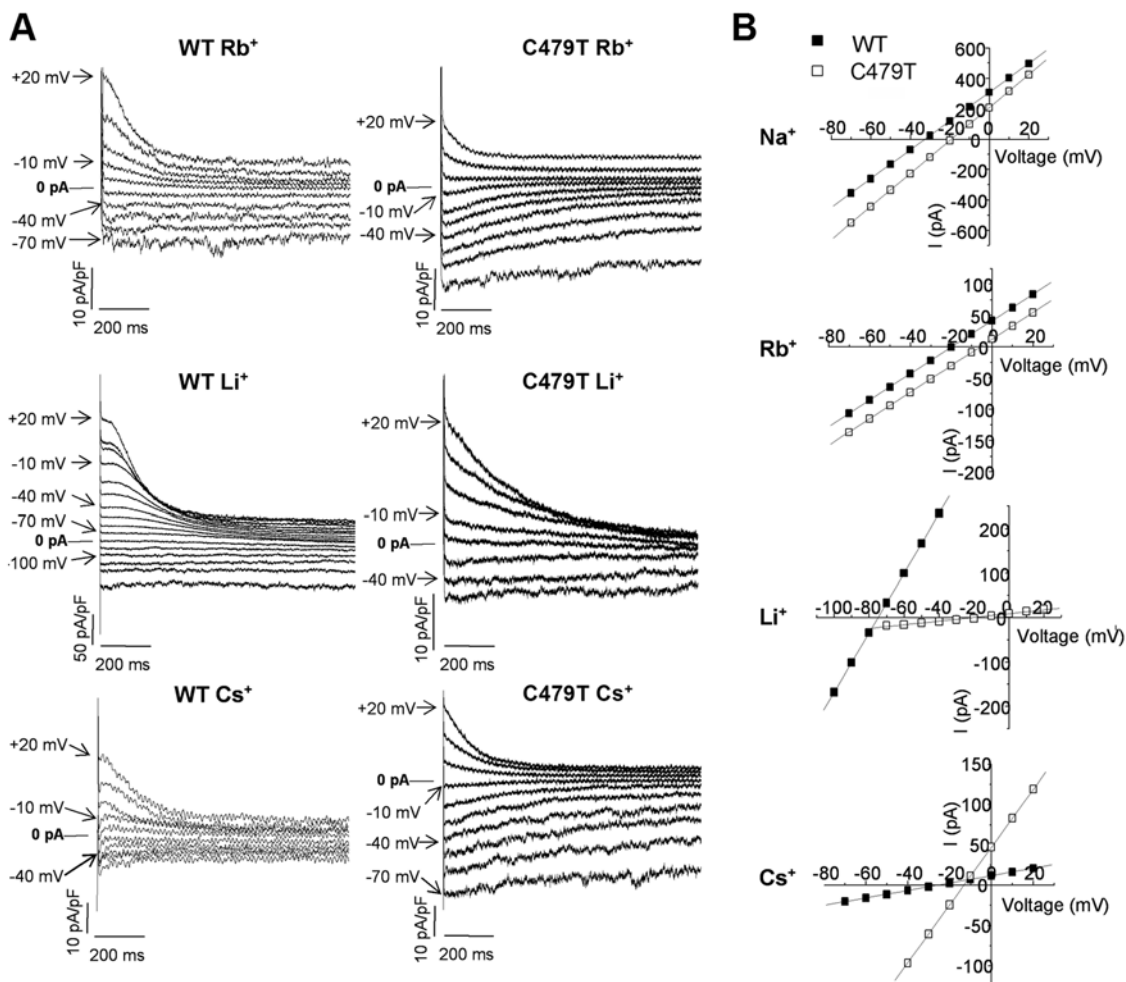 A
WT Rb+
+20 mV
-10 mV
0 pA
-40 mV
-70 mV
10 pA/pF
200 ms
C479T Rb+
+20 mV
0 pA
-10 mV
-40 mV
10 pA/pF
200 ms
WT Li+
+20 mV
-10 mV
-40 mV
-70 mV
0 pA
-100 mV
50 pA/pF
200 ms
C479T Li+
+20 mV
-10 mV
0 pA
-40 mV
10 pA/pF
200 ms
WT Cs+
+20 mV
-10 mV
0 pA
-40 mV
10 pA/pF
200 ms
C479T Cs+
+20 mV
0 pA
-10 mV
-40 mV
-70 mV
10 pA/pF
200 ms
B
■ WT
□ C479T
Na+
600
400
200
0
-200
-400
-600
-80 -60 -40 -20 0 20
Voltage (mV)
I (pA)
Rb+
100
50
0
-50
-100
-150
-200
-80 -60 -40 -20 0 20
Voltage (mV)
I (pA)
Li+
200
100
0
-100
-200
-100 -80 -60 -40 -20 0 20
Voltage (mV)
I (pA)
Cs+
150
100
50
0
-50
-100
-80 -60 -40 -20 0 20
Voltage (mV)
I (pA)